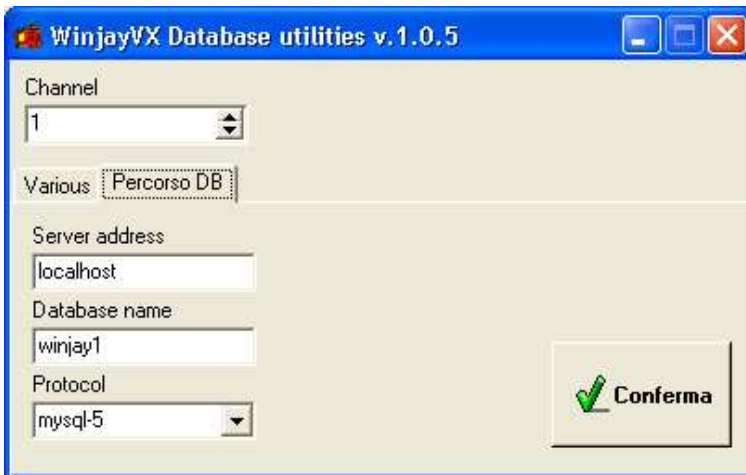 WinjayVX Database utilities v.1.0.5
Channel
1
Various Percorso DB
Server address
localhost
Database name
winjay1
Protocol
mysql-5
Conferma